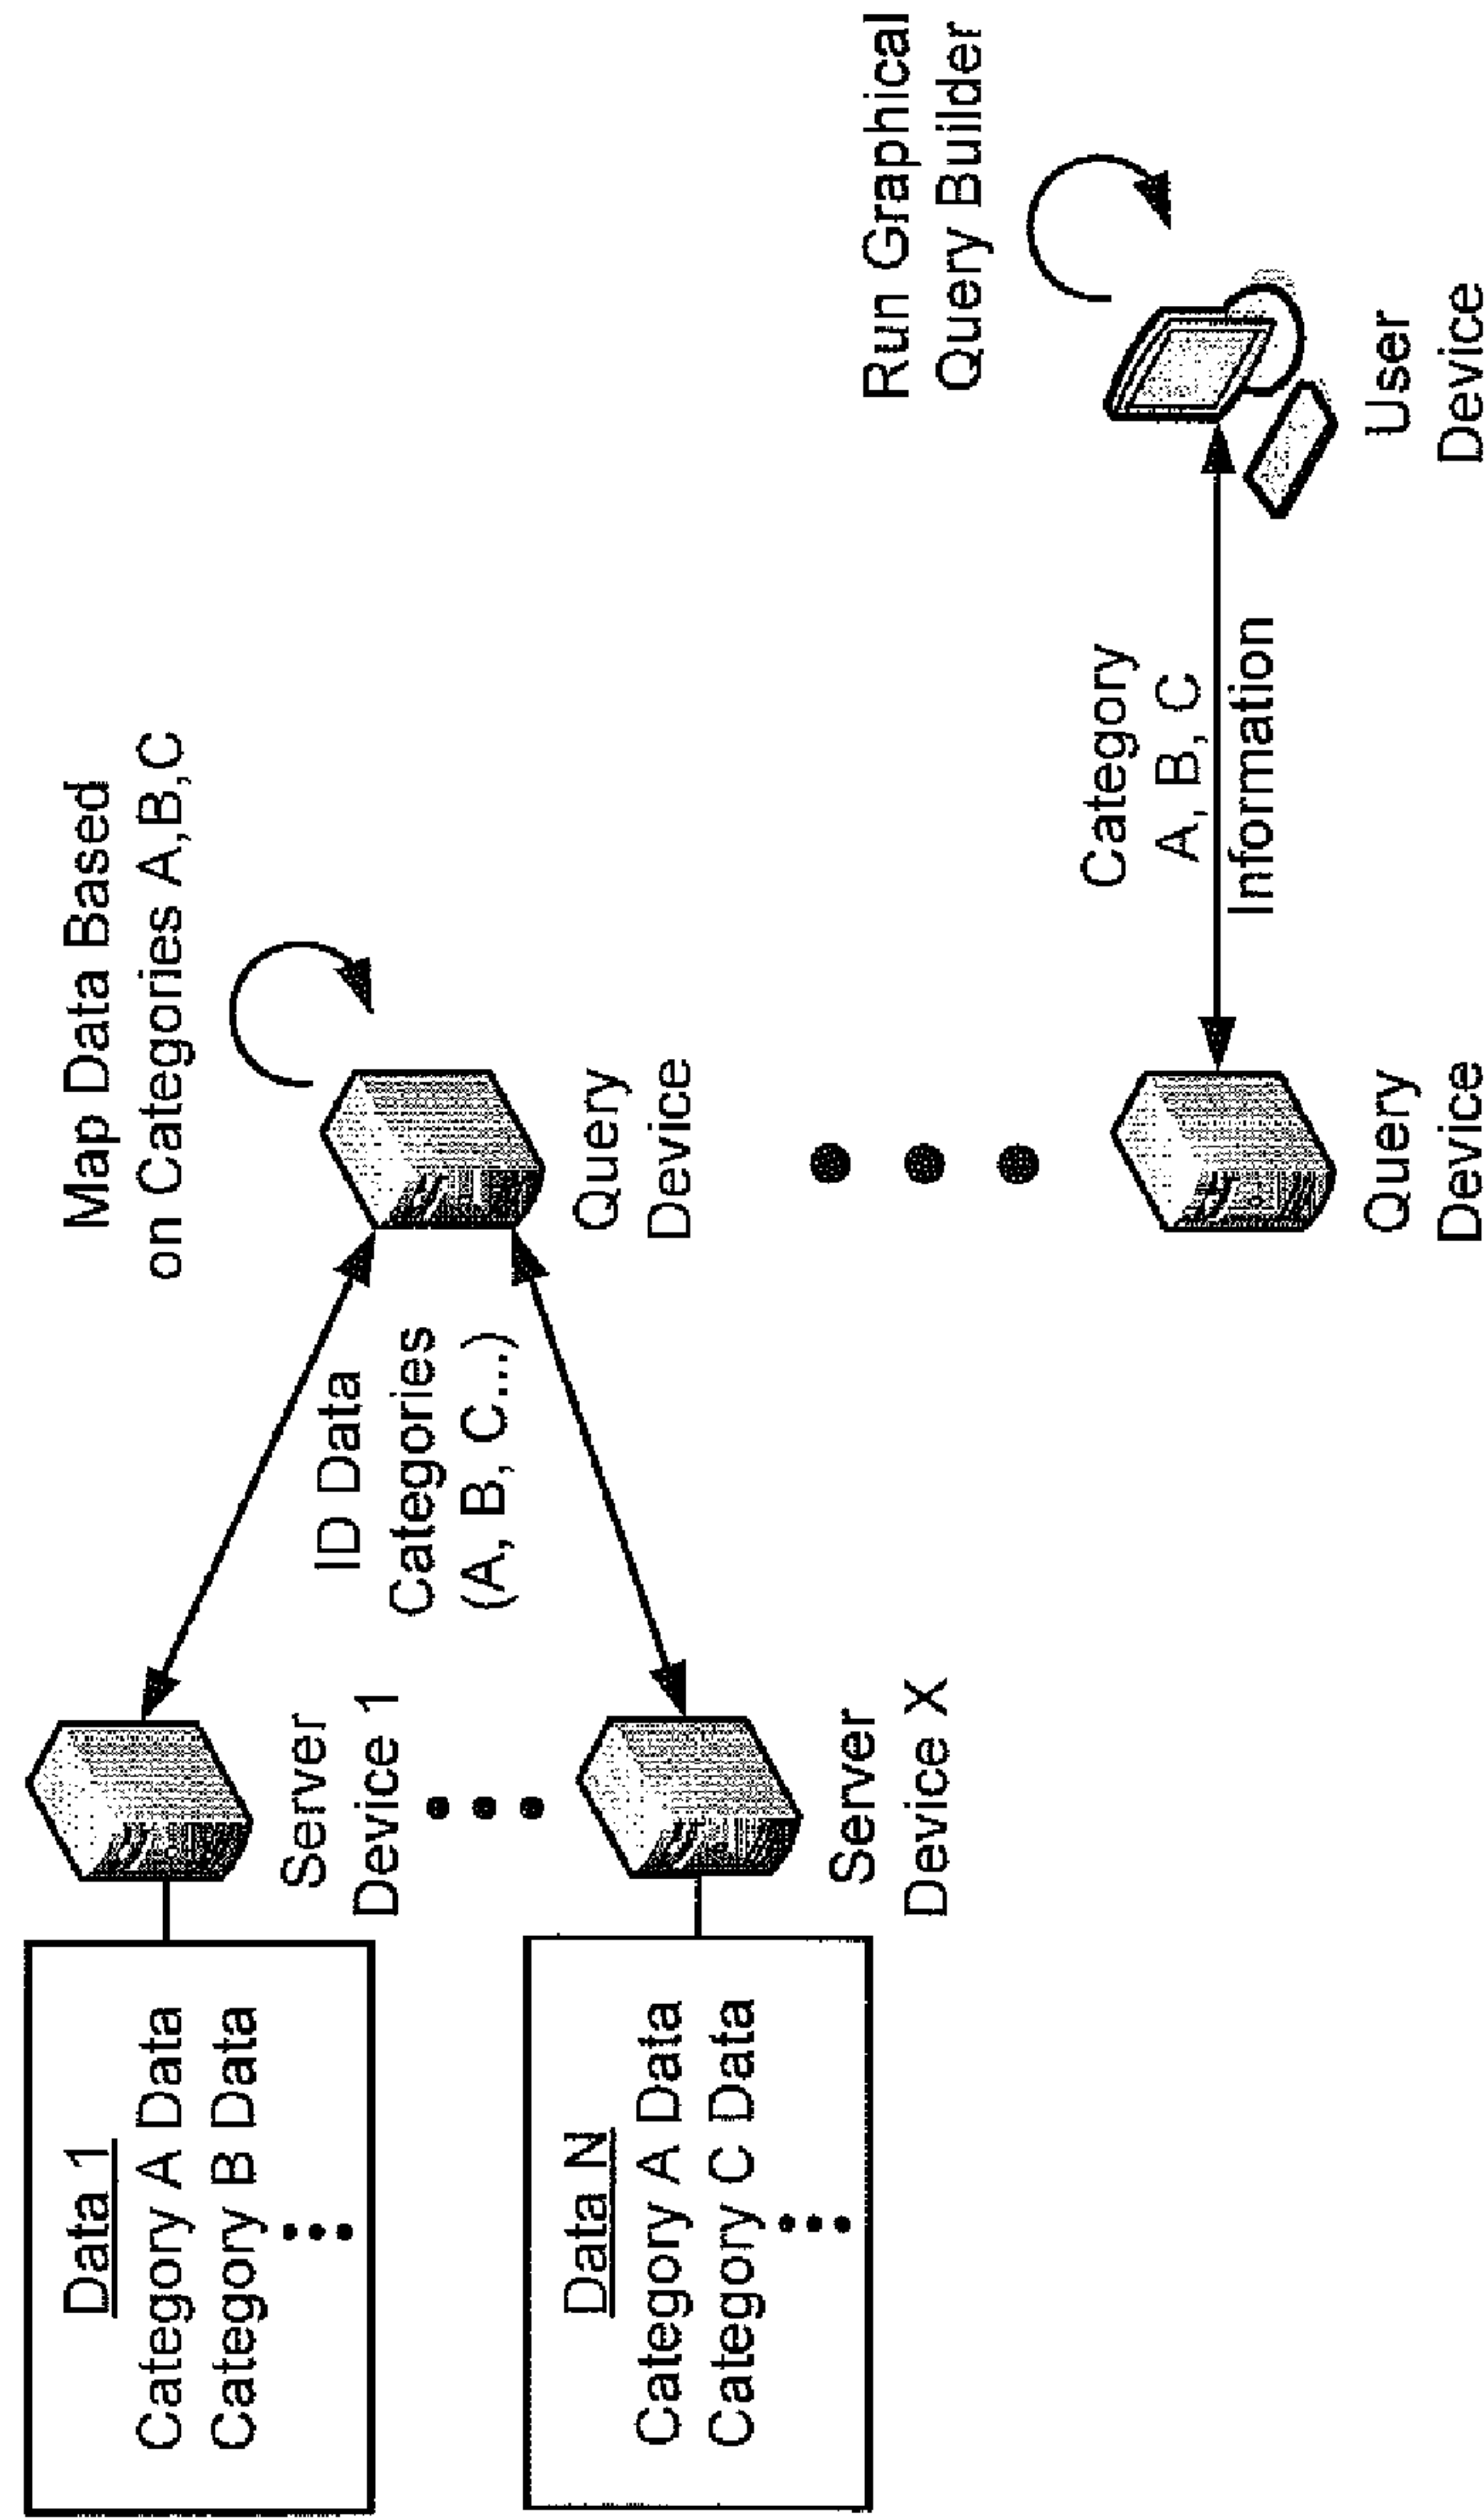 Data 1
Category A Data
Category B Data
Server
Device 1
Data N
Category A Data
Category C Data
Server
Device X
ID Data
Categories
(A, B, C...)
Map Data Based
on Categories A,B,C
Query
Device
Query
Device
Category
A, B, C
Information
Run Graphical
Query Builder
User
Device